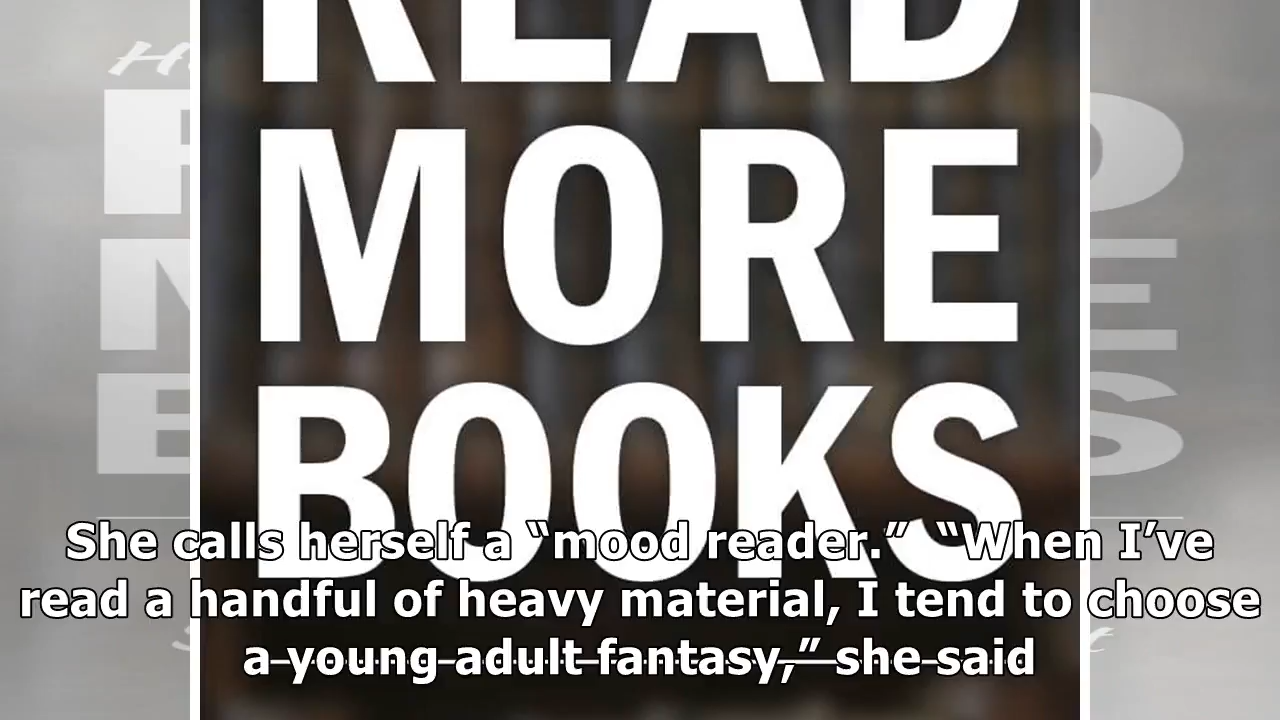 READ
MORE
BOOKS
She calls herself a “mood reader.”  “When I’ve
read a handful of heavy material, I tend to choose
a young adult fantasy,” she said